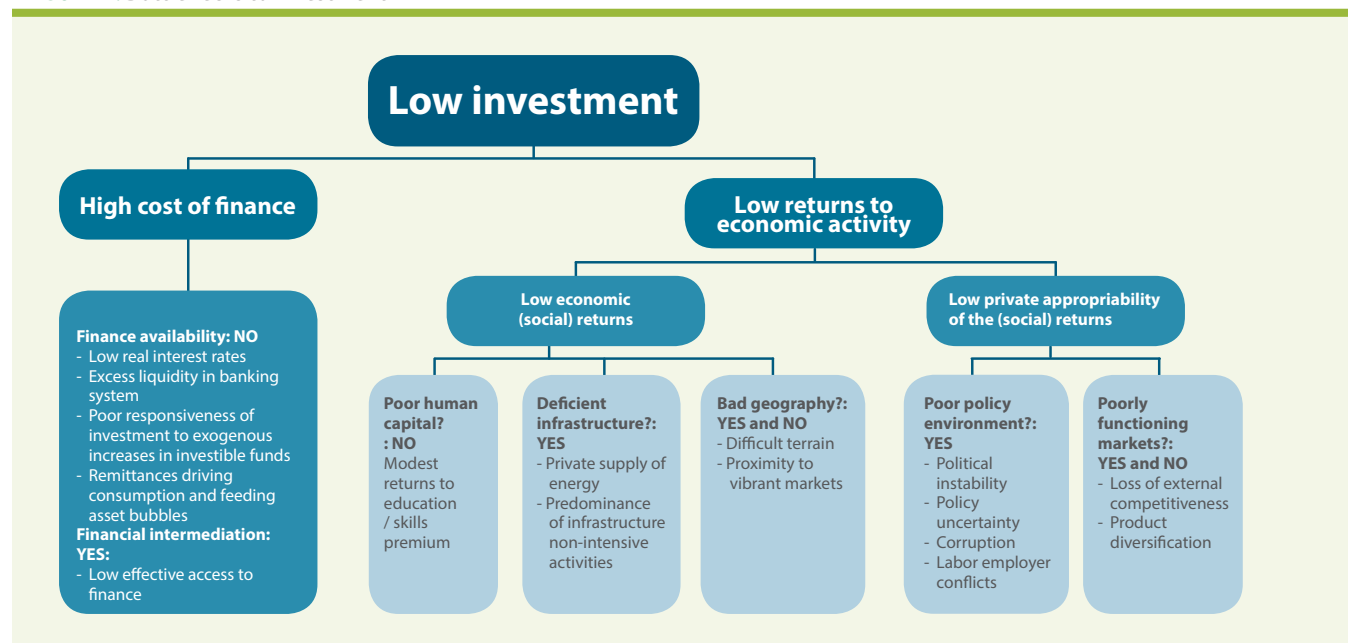 Low investment
High cost of finance
Low returns to
economic activity
Low economic
(social) returns
Low private appropriability
of the (social) returns
Finance availability: NO
- Low real interest rates
- Excess liquidity in banking
system
- Poor responsiveness of
investment to exogenous
increases in investible funds
- Remittances driving
consumption and feeding
asset bubbles
Financial intermediation:
YES:
- Low effective access to
finance
Poor human
capital?
: NO
Modest
returns to
education
/ skills
premium
Deficient
infrastructure?:
YES
- Private supply of
energy
- Predominance
of infrastructure
non-intensive
activities
Bad geography?:
YES and NO
- Difficult terrain
- Proximity to
vibrant markets
Poor policy
environment?:
YES
- Political
instability
- Policy
uncertainty
- Corruption
- Labor employer
conflicts
Poorly
functioning
markets?:
YES and NO
- Loss of external
competitiveness
- Product
diversification